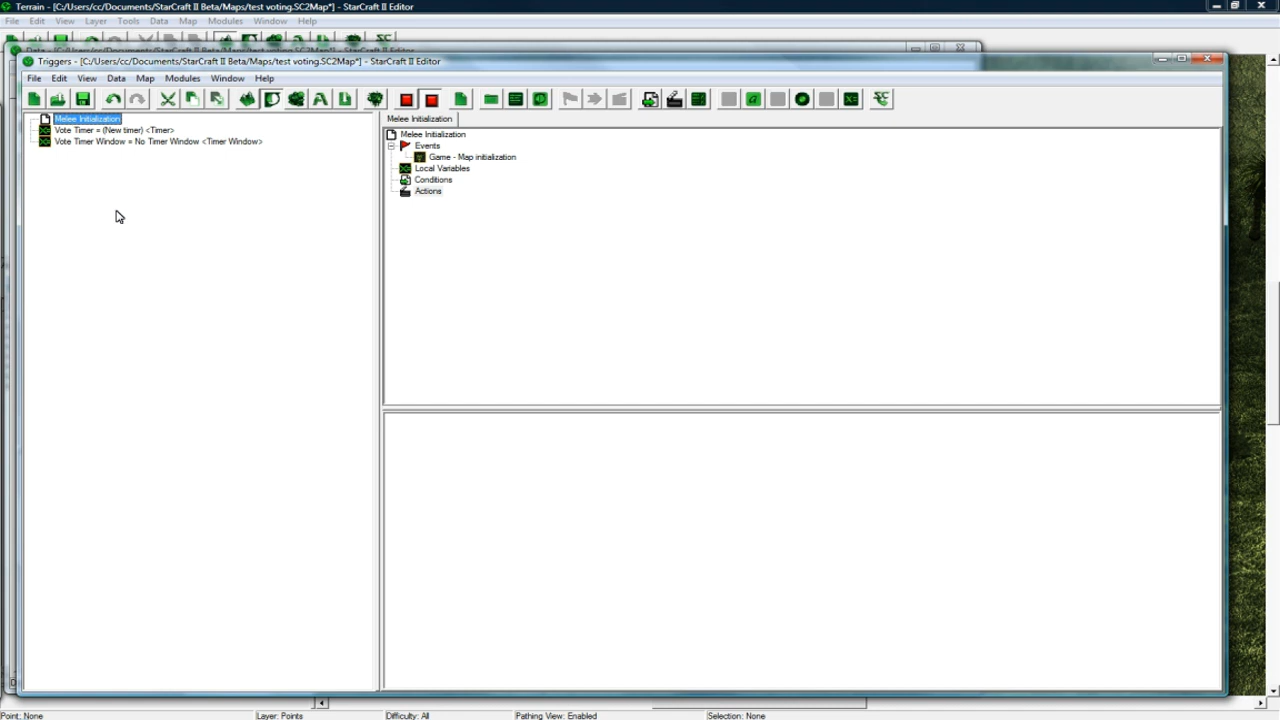 Terrain - [C:/Users/cc/Documents/StarCraft II Beta/Maps/test voting.SC2Map*] - StarCraft II Editor
File Edit View Layer Tools Data Map Modules Window Help
Triggers - [C:/Users/cc/Documents/StarCraft II Beta/Maps/test voting.SC2Map*] - StarCraft II Editor
File Edit View Data Map Modules Window Help
Melee Initialization
Vote Timer = (New timer) <Timer>
Vote Timer Window = No Timer Window <Timer Window>
Melee Initialization
Melee Initialization
Events
Game - Map initialization
Local Variables
Conditions
Actions
Point: None
Layer: Points
Difficulty: All
Pathing View: Enabled
Selection: None